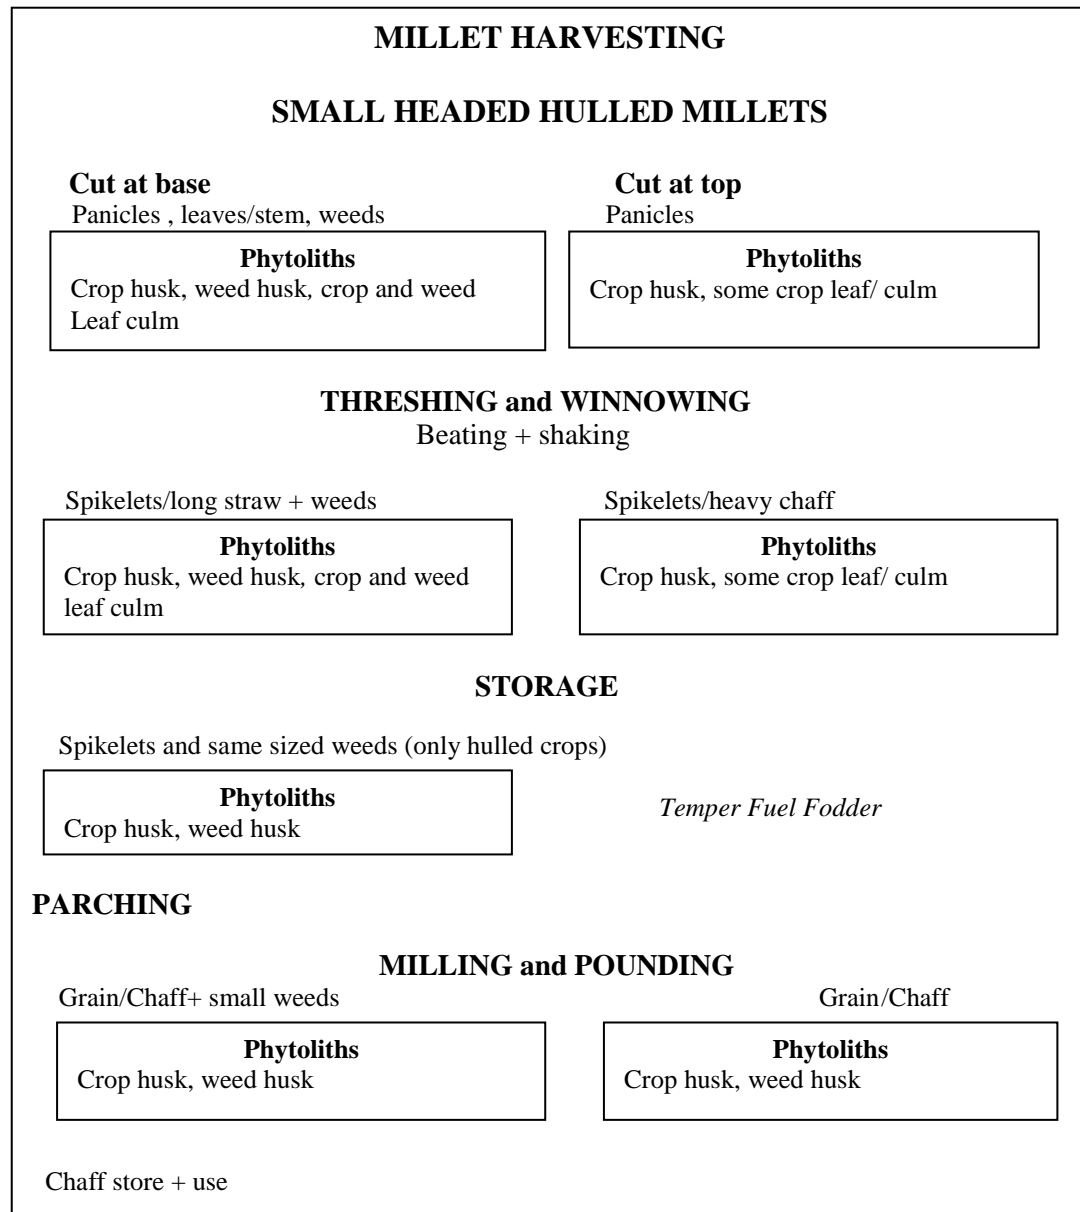 MILLET HARVESTING
SMALL HEADED HULLED MILLETS
Cut at base
Panicles , leaves/stem, weeds
Phytoliths
Crop husk, weed husk, crop and weed
Leaf culm
Cut at top
Panicles
Phytoliths
Crop husk, some crop leaf/ culm
THRESHING and WINNOWING
Beating + shaking
Spikelets/long straw + weeds
Phytoliths
Crop husk, weed husk, crop and weed
leaf culm
Spikelets/heavy chaff
Phytoliths
Crop husk, some crop leaf/ culm
STORAGE
Spikelets and same sized weeds (only hulled crops)
Phytoliths
Crop husk, weed husk
Temper Fuel Fodder
PARCHING
MILLING and POUNDING
Grain/Chaff+ small weeds
Phytoliths
Crop husk, weed husk
Grain/Chaff
Phytoliths
Crop husk, weed husk
Chaff store + use